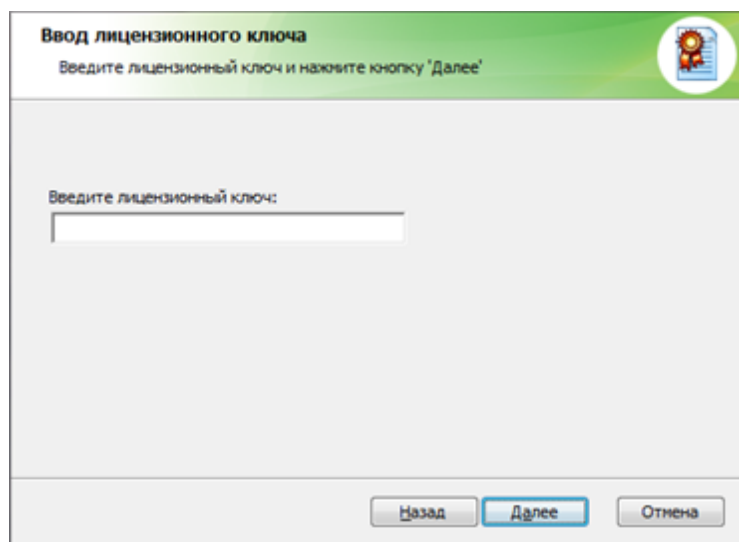 Ввод лицензионного ключа
Введите лицензионный ключ и нажмите кнопку 'Далее'
Введите лицензионный ключ:
Назад Далее Отмена